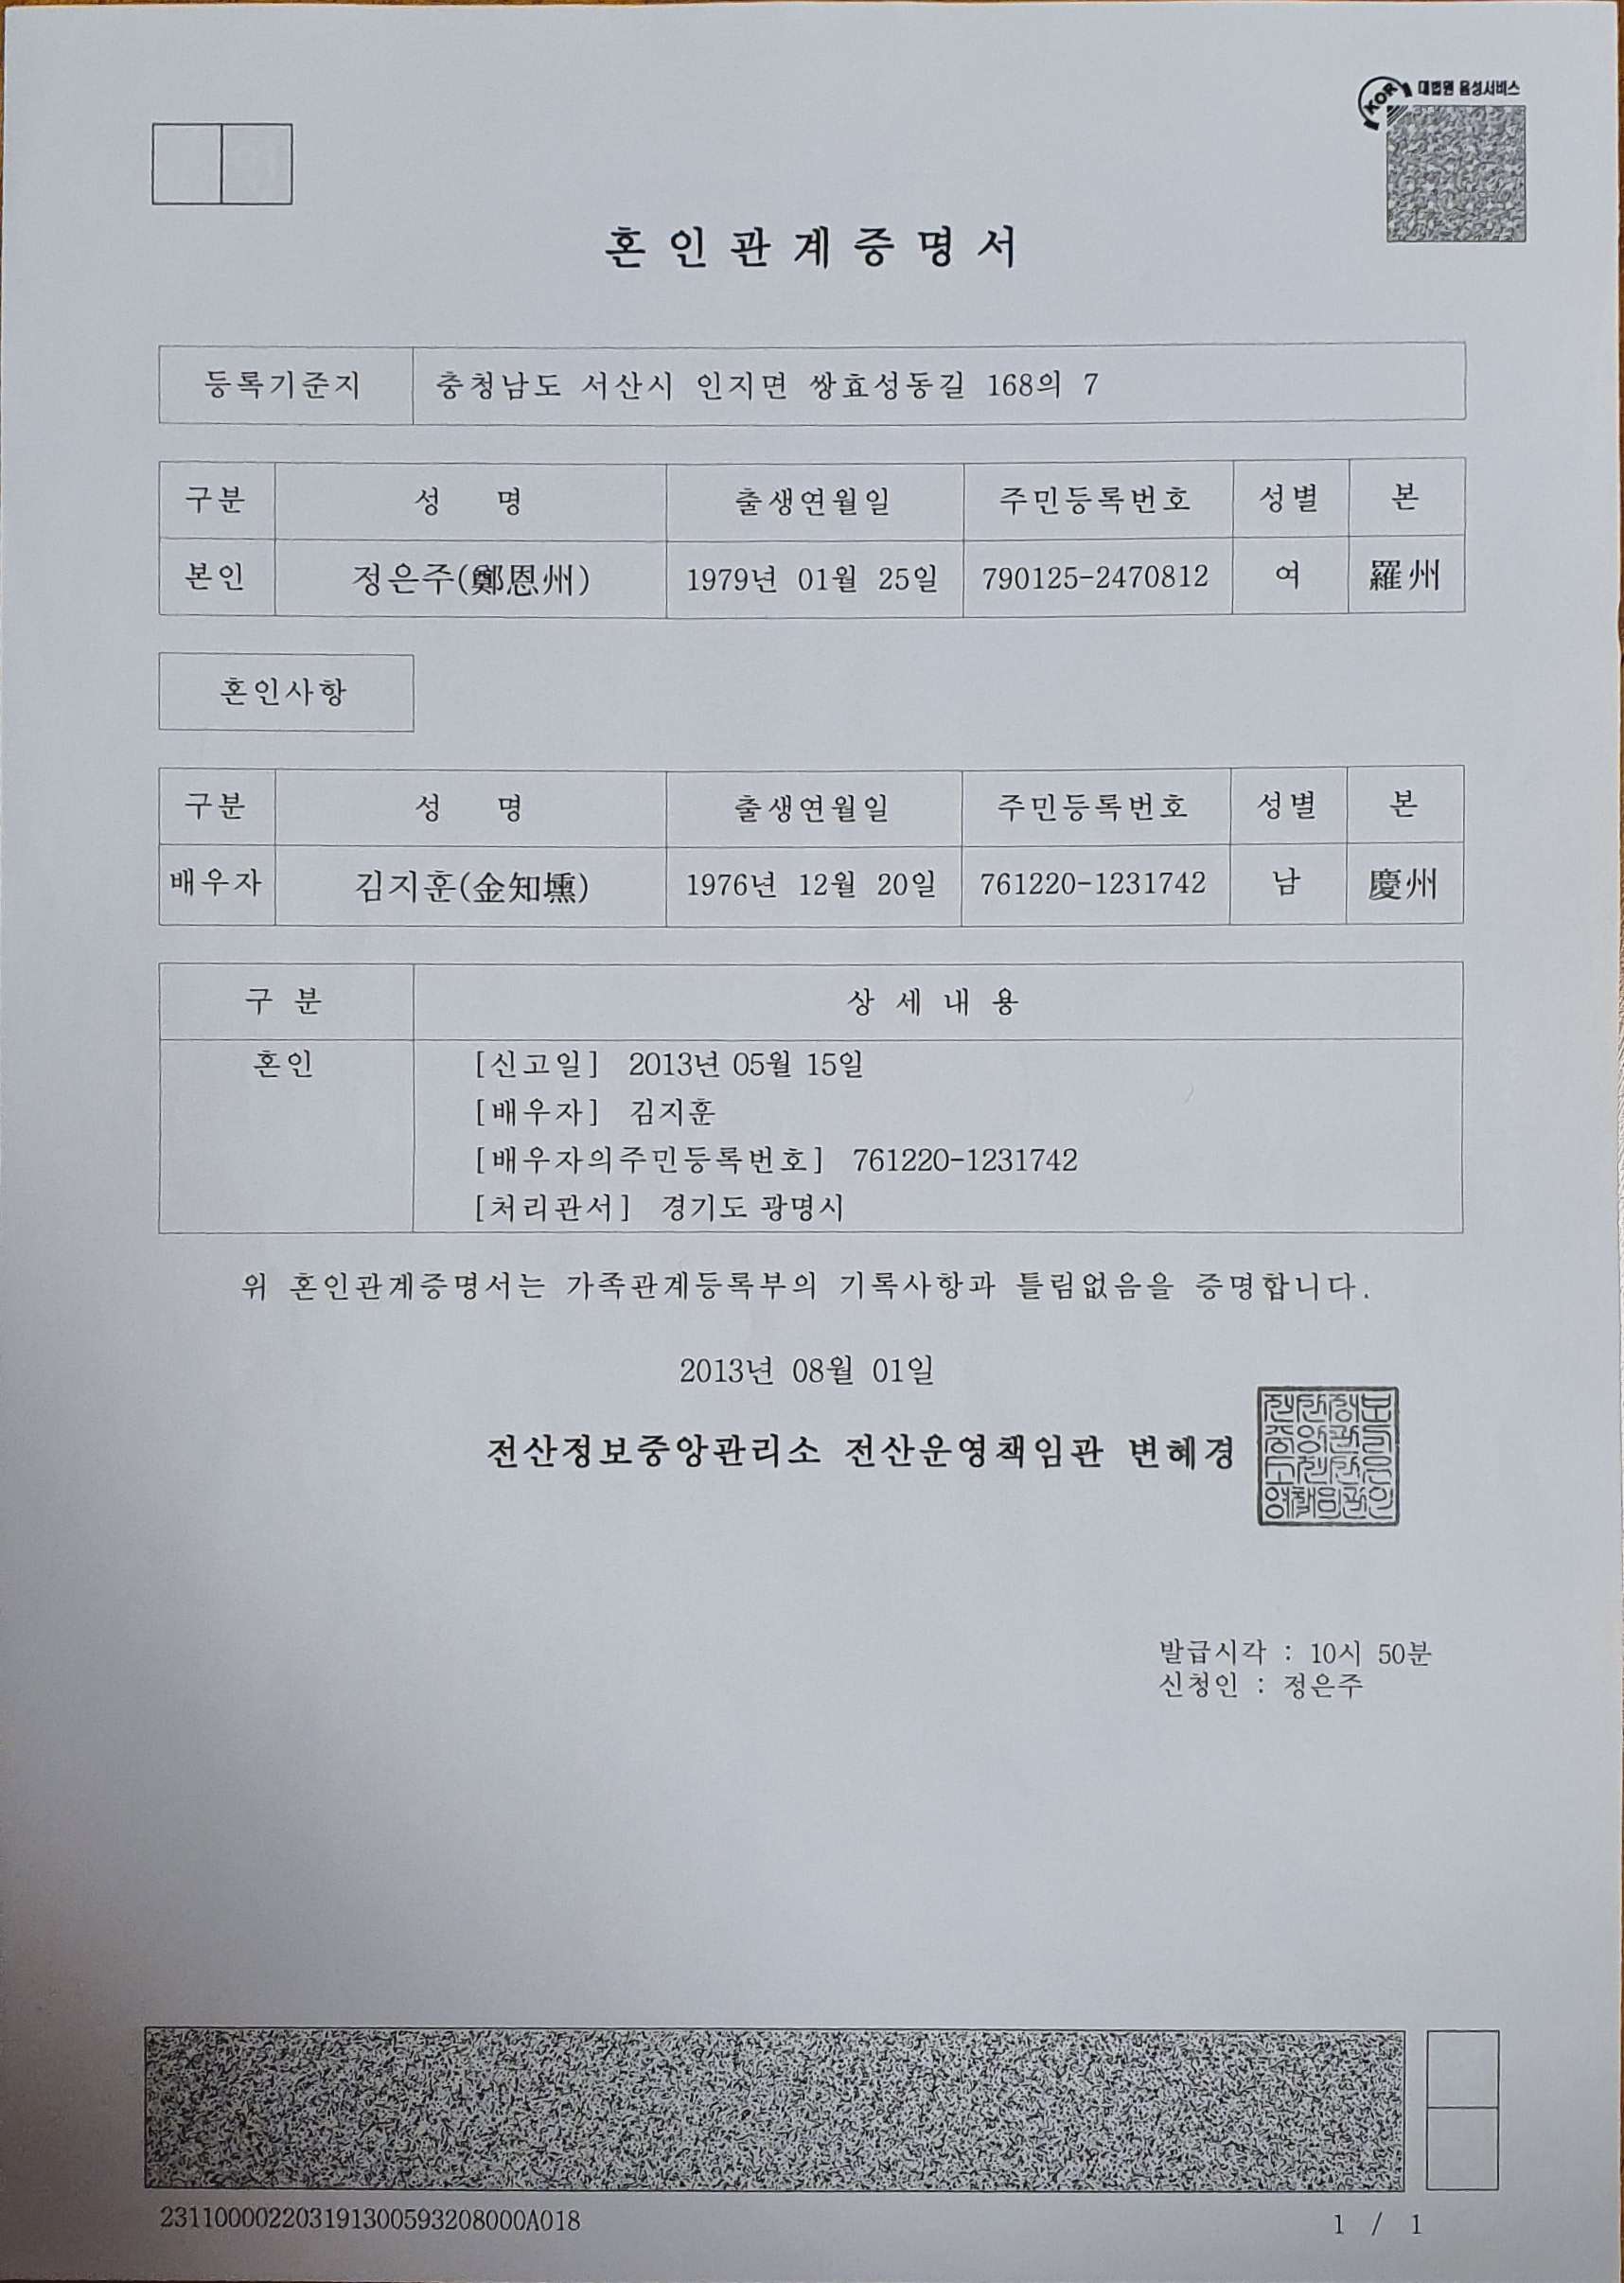 KOR 대법원 음성서비스
혼인관계증명서
등록기준지 충청남도 서산시 인지면 쌍효성동길 168의 7
구분 성 명 출생연월일 주민등록번호 성별 본
본인 정은주(鄭恩州) 1979년 01월 25일 790125-2470812 여 羅州
혼인사항
구분 성 명 출생연월일 주민등록번호 성별 본
배우자 김지훈(金知壎) 1976년 12월 20일 761220-1231742 남 慶州
구 분 상 세 내 용
혼인 [신고일] 2013년 05월 15일
[배우자] 김지훈
[배우자의주민등록번호] 761220-1231742
[처리관서] 경기도 광명시
위 혼인관계증명서는 가족관계등록부의 기록사항과 틀림없음을 증명합니다.
2013년 08월 01일
전산정보중앙관리소 전산운영책임관 변혜경
전산정보
중앙관리
소전산운
영책임관인
발급시각 : 10시 50분
신청인 : 정은주
231100002203191300593208000A018
1 / 1